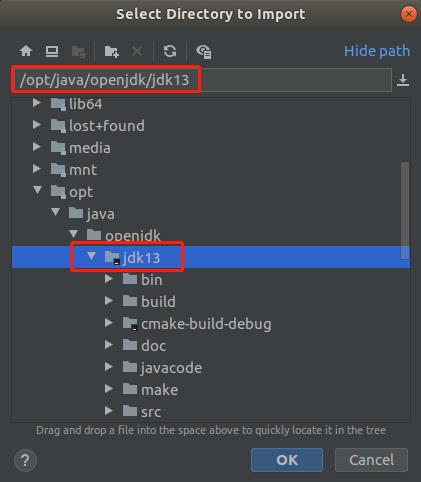 Select Directory to Import
Hide path
/opt/java/openjdk/jdk13
lib64
lost+found
media
mnt
opt
java
openjdk
jdk13
bin
build
cmake-build-debug
doc
javacode
make
src
Drag and drop a file into the space above to quickly locate it in the tree
? OK Cancel